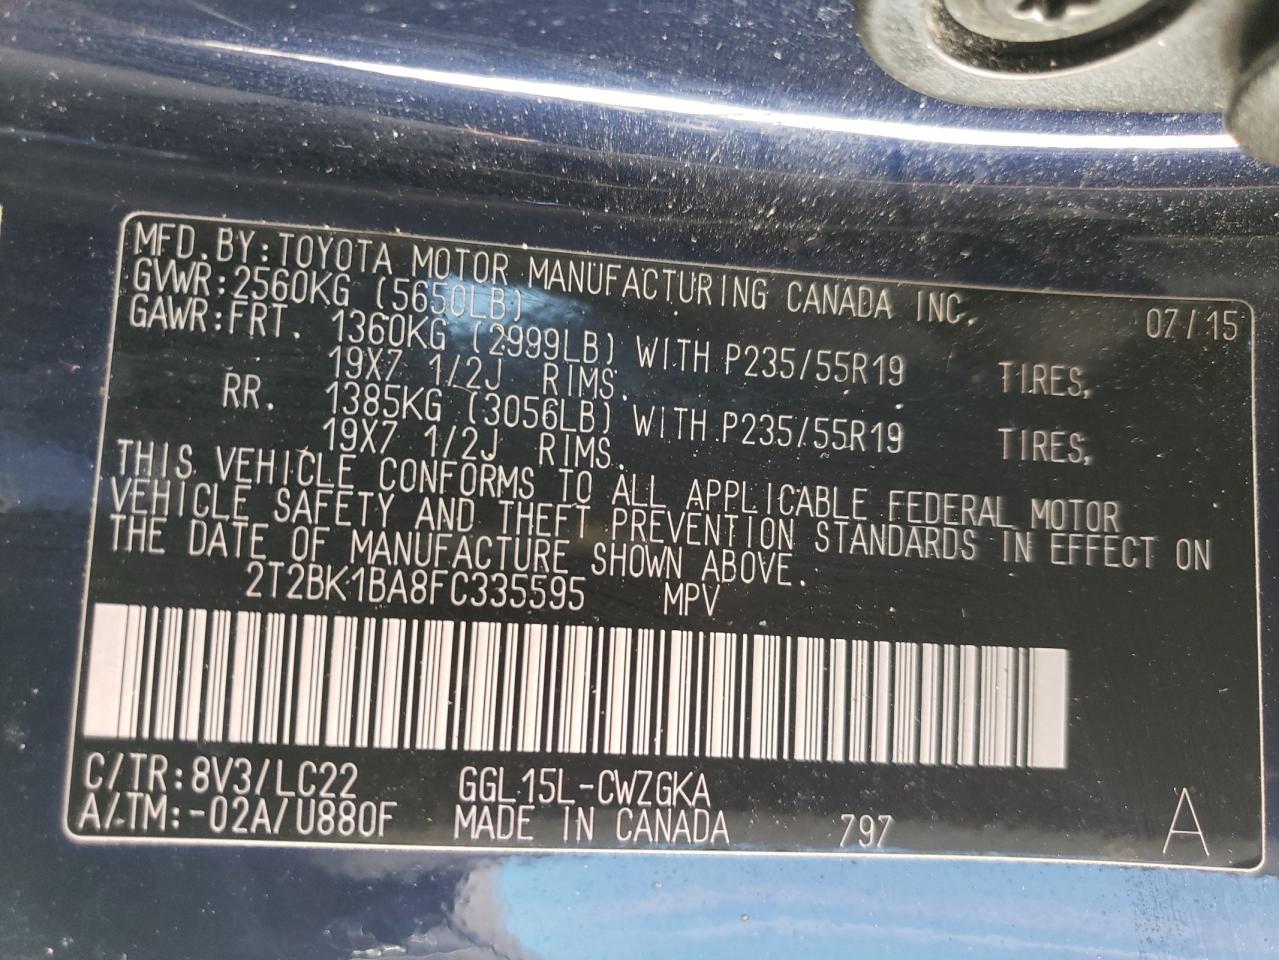 MFD.BY:TOYOTA MOTOR MANUFACTURING CANADA INC. 07/15
GVWR:2560KG (5650LB)
GAWR:FRT. 1360KG (2999LB) WITH P235/55R19 TIRES,
19X7 1/2J RIMS.
RR. 1385KG (3056LB) WITH P235/55R19 TIRES,
19X7 1/2J RIMS.
THIS VEHICLE CONFORMS TO ALL APPLICABLE FEDERAL MOTOR
VEHICLE SAFETY AND THEFT PREVENTION STANDARDS IN EFFECT ON
THE DATE OF MANUFACTURE SHOWN ABOVE.
2T2BK1BA8FC335595 MPV
C/TR:8V3/LC22 GGL15L-CWZGKA
A/TM:-02A/U880F MADE IN CANADA 797 A